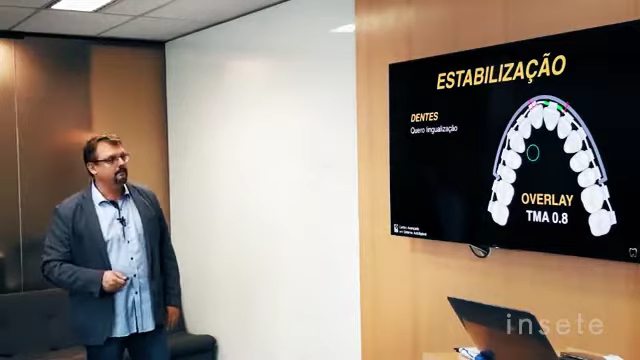 ESTABILIZAÇÃO
DENTES
Quero lingualização
OVERLAY
TMA 0.8
insete